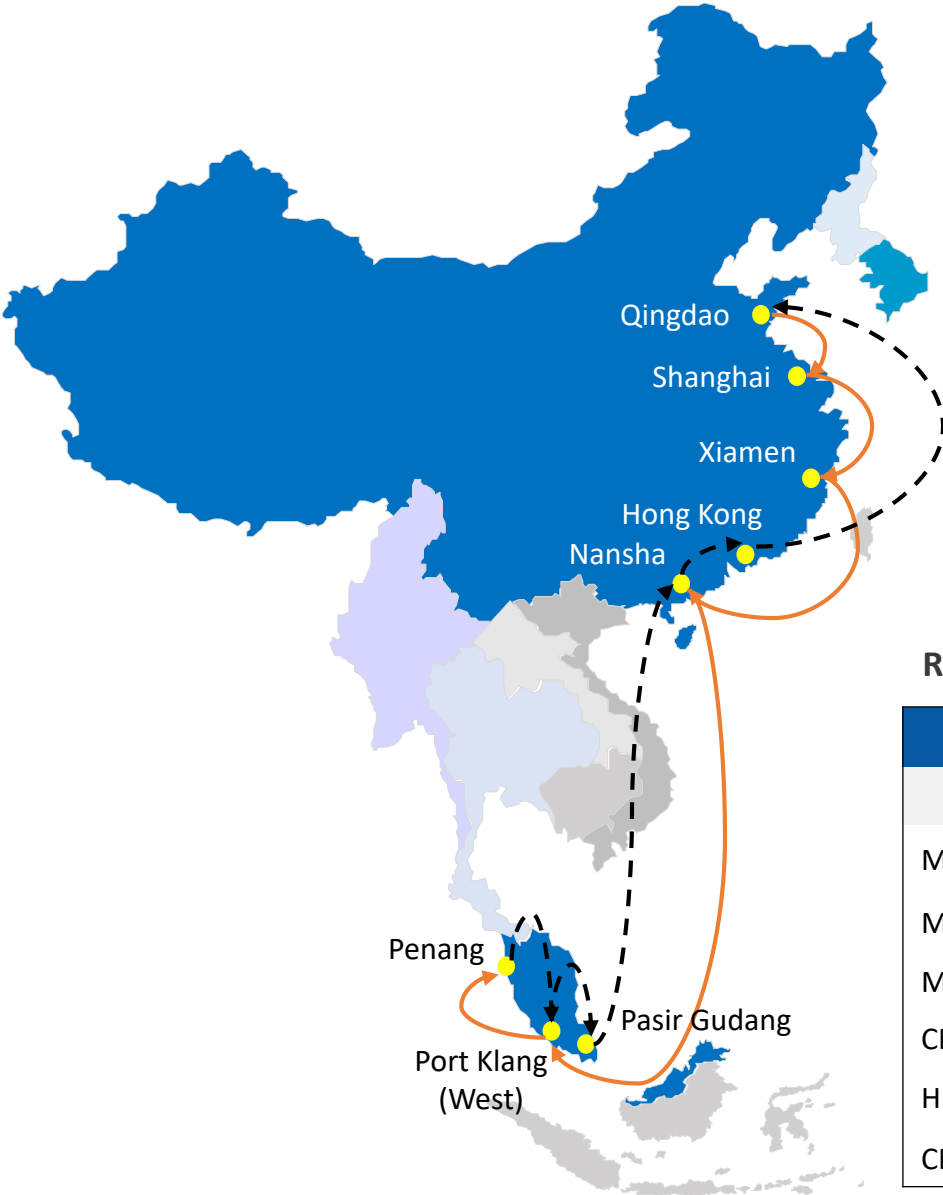 Qingdao
Shanghai
Xiamen
Hong Kong
Nansha
Penang
Pasir Gudang
Port Klang
(West)